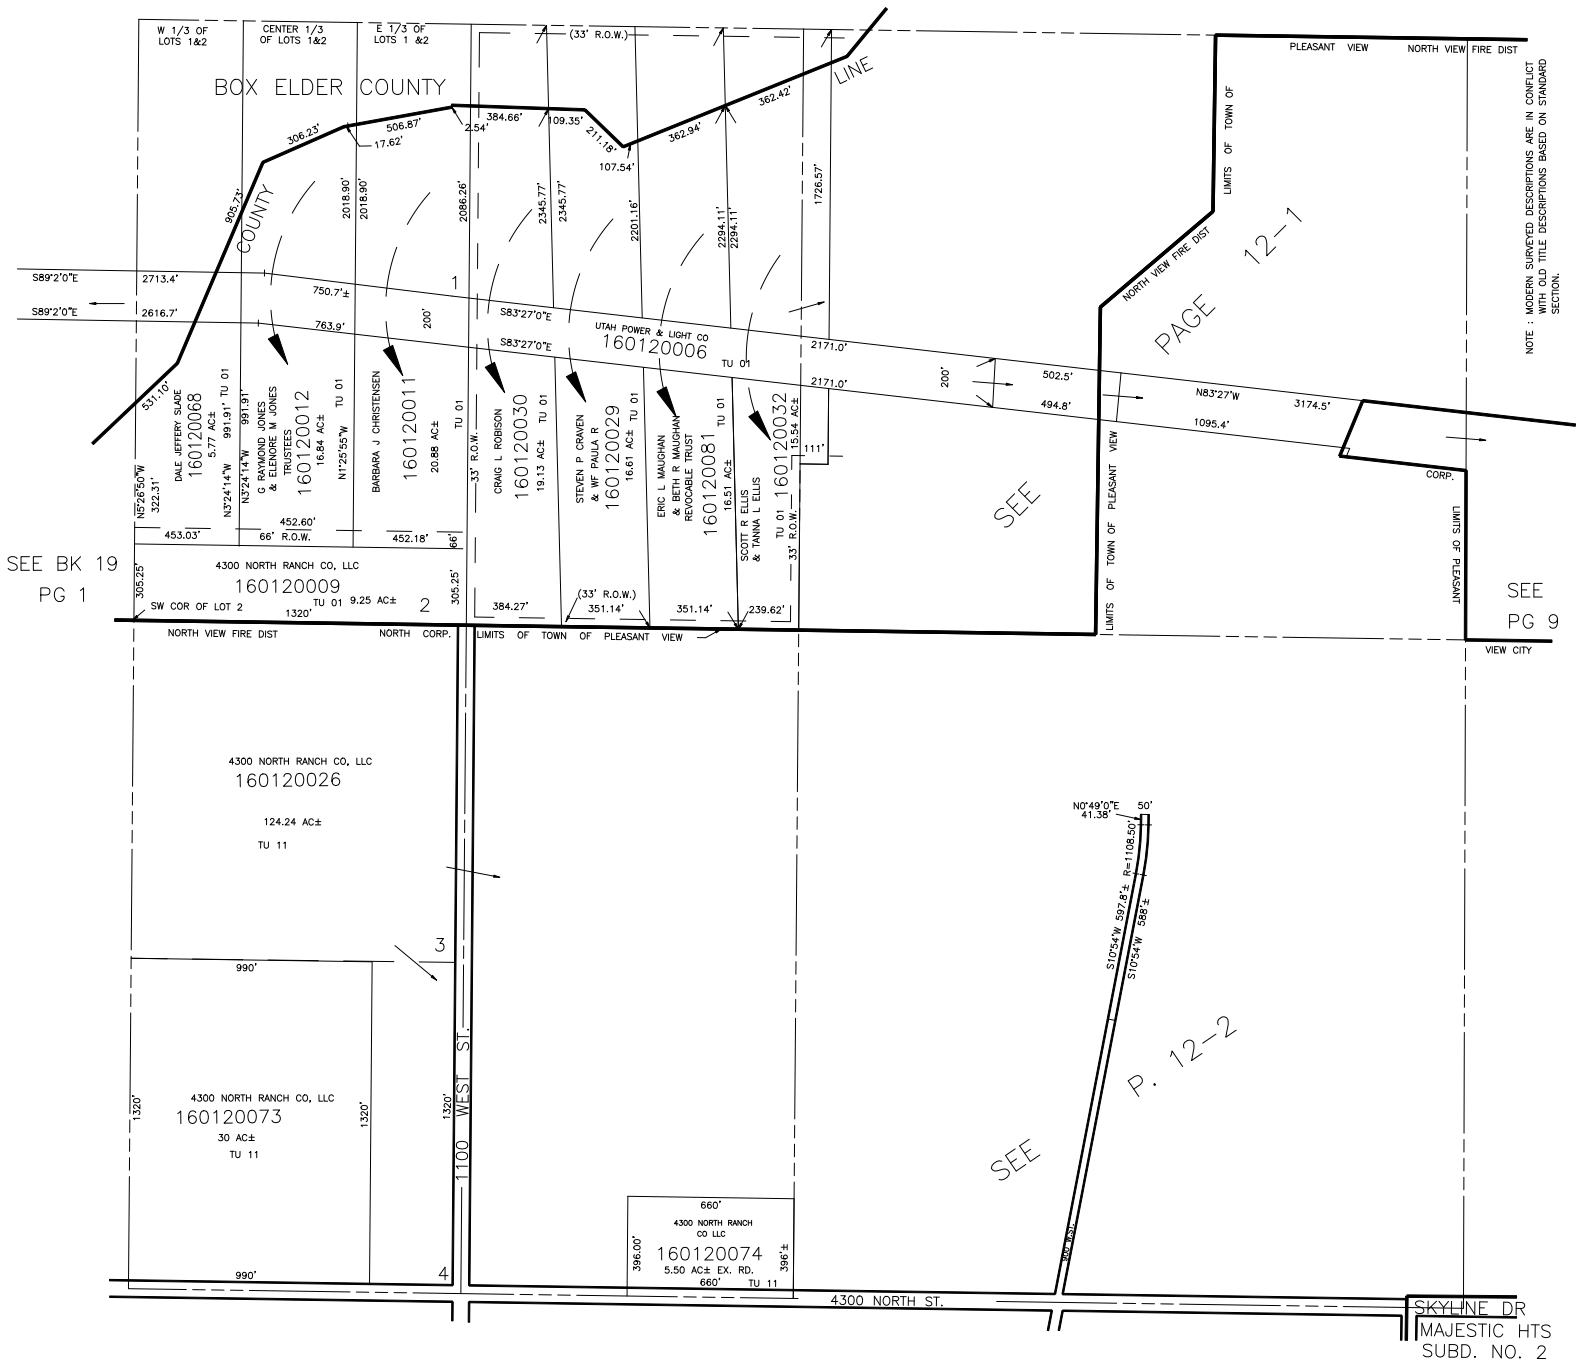 W 1/3 OF
LOTS 1&2
CENTER 1/3
OF LOTS 1&2
E 1/3 OF
LOTS 1 &2
(33' R.O.W.)
PLEASANT VIEW
NORTH VIEW FIRE DIST
BOX ELDER COUNTY
LINE
COUNTY
NOTE : MODERN SURVEYED DESCRIPTIONS ARE IN CONFLICT
WITH OLD TITLE DESCRIPTIONS BASED ON STANDARD
SECTION.
LIMITS OF TOWN OF
905.73'
306.23'
17.62'
506.87'
2.54'
384.66'
109.35'
211.18'
107.54'
362.94'
362.42'
2018.90'
2018.90'
2086.26'
2345.77'
2345.77'
2201.16'
2294.11'
2294.11'
1726.57'
NORTH VIEW FIRE DIST
PAGE 12-1
SEE
S89°2'0"E
2713.4'
S89°2'0"E
2616.7'
750.7'±
763.9'
200'
1
S83°27'0"E
S83°27'0"E
UTAH POWER & LIGHT CO
160120006
TU 01
2171.0'
2171.0'
200'
502.5'
494.8'
N83°27'W
3174.5'
1095.4'
531.10'
N5°26'50"W
322.31'
DALE JEFFERY SLADE
160120068
5.77 AC±
TU 01
N3°24'14"W 991.91'
N3°24'14"W 991.91'
G RAYMOND JONES
& ELENORE M JONES
TRUSTEES
160120012
16.84 AC±
TU 01
N1°25'55"W
BARBARA J CHRISTENSEN
160120011
20.88 AC±
TU 01
33' R.O.W.
CRAIG L ROBISON
160120030
19.13 AC± TU 01
STEVEN P CRAVEN
& WF PAULA R
160120029
16.61 AC± TU 01
ERIC L MAUGHAN
& BETH R MAUGHAN
REVOCABLE TRUST
160120081
16.51 AC±
TU 01
SCOTT R ELLIS
& TANNA L ELLIS
TU 01 160120032
15.54 AC±
33' R.O.W.
111'
LIMITS OF TOWN OF PLEASANT VIEW
CORP.
LIMITS OF PLEASANT
453.03'
452.60'
66' R.O.W.
452.18'
66'
SEE BK 19
PG 1
305.25'
4300 NORTH RANCH CO, LLC
160120009
TU 01 9.25 AC±
2
305.25'
SW COR OF LOT 2
1320'
384.27'
(33' R.O.W.)
351.14'
351.14'
239.62'
SEE
PG 9
NORTH VIEW FIRE DIST
NORTH CORP.
LIMITS OF TOWN OF PLEASANT VIEW
VIEW CITY
4300 NORTH RANCH CO, LLC
160120026
124.24 AC±
TU 11
N0°49'0"E 50'
41.38'
R=1108.50'
S10°54'W 597.8'±
S10°54'W 588'±
3
990'
1320'
4300 NORTH RANCH CO, LLC
160120073
30 AC±
TU 11
1320'
1320'
1100 WEST ST.
SEE P. 12-2
990'
4
660'
4300 NORTH RANCH
CO LLC
160120074
5.50 AC± EX. RD.
660' TU 11
396.00'
396'±
900 W.ST.
4300 NORTH ST.
SKYLINE DR
MAJESTIC HTS
SUBD. NO. 2